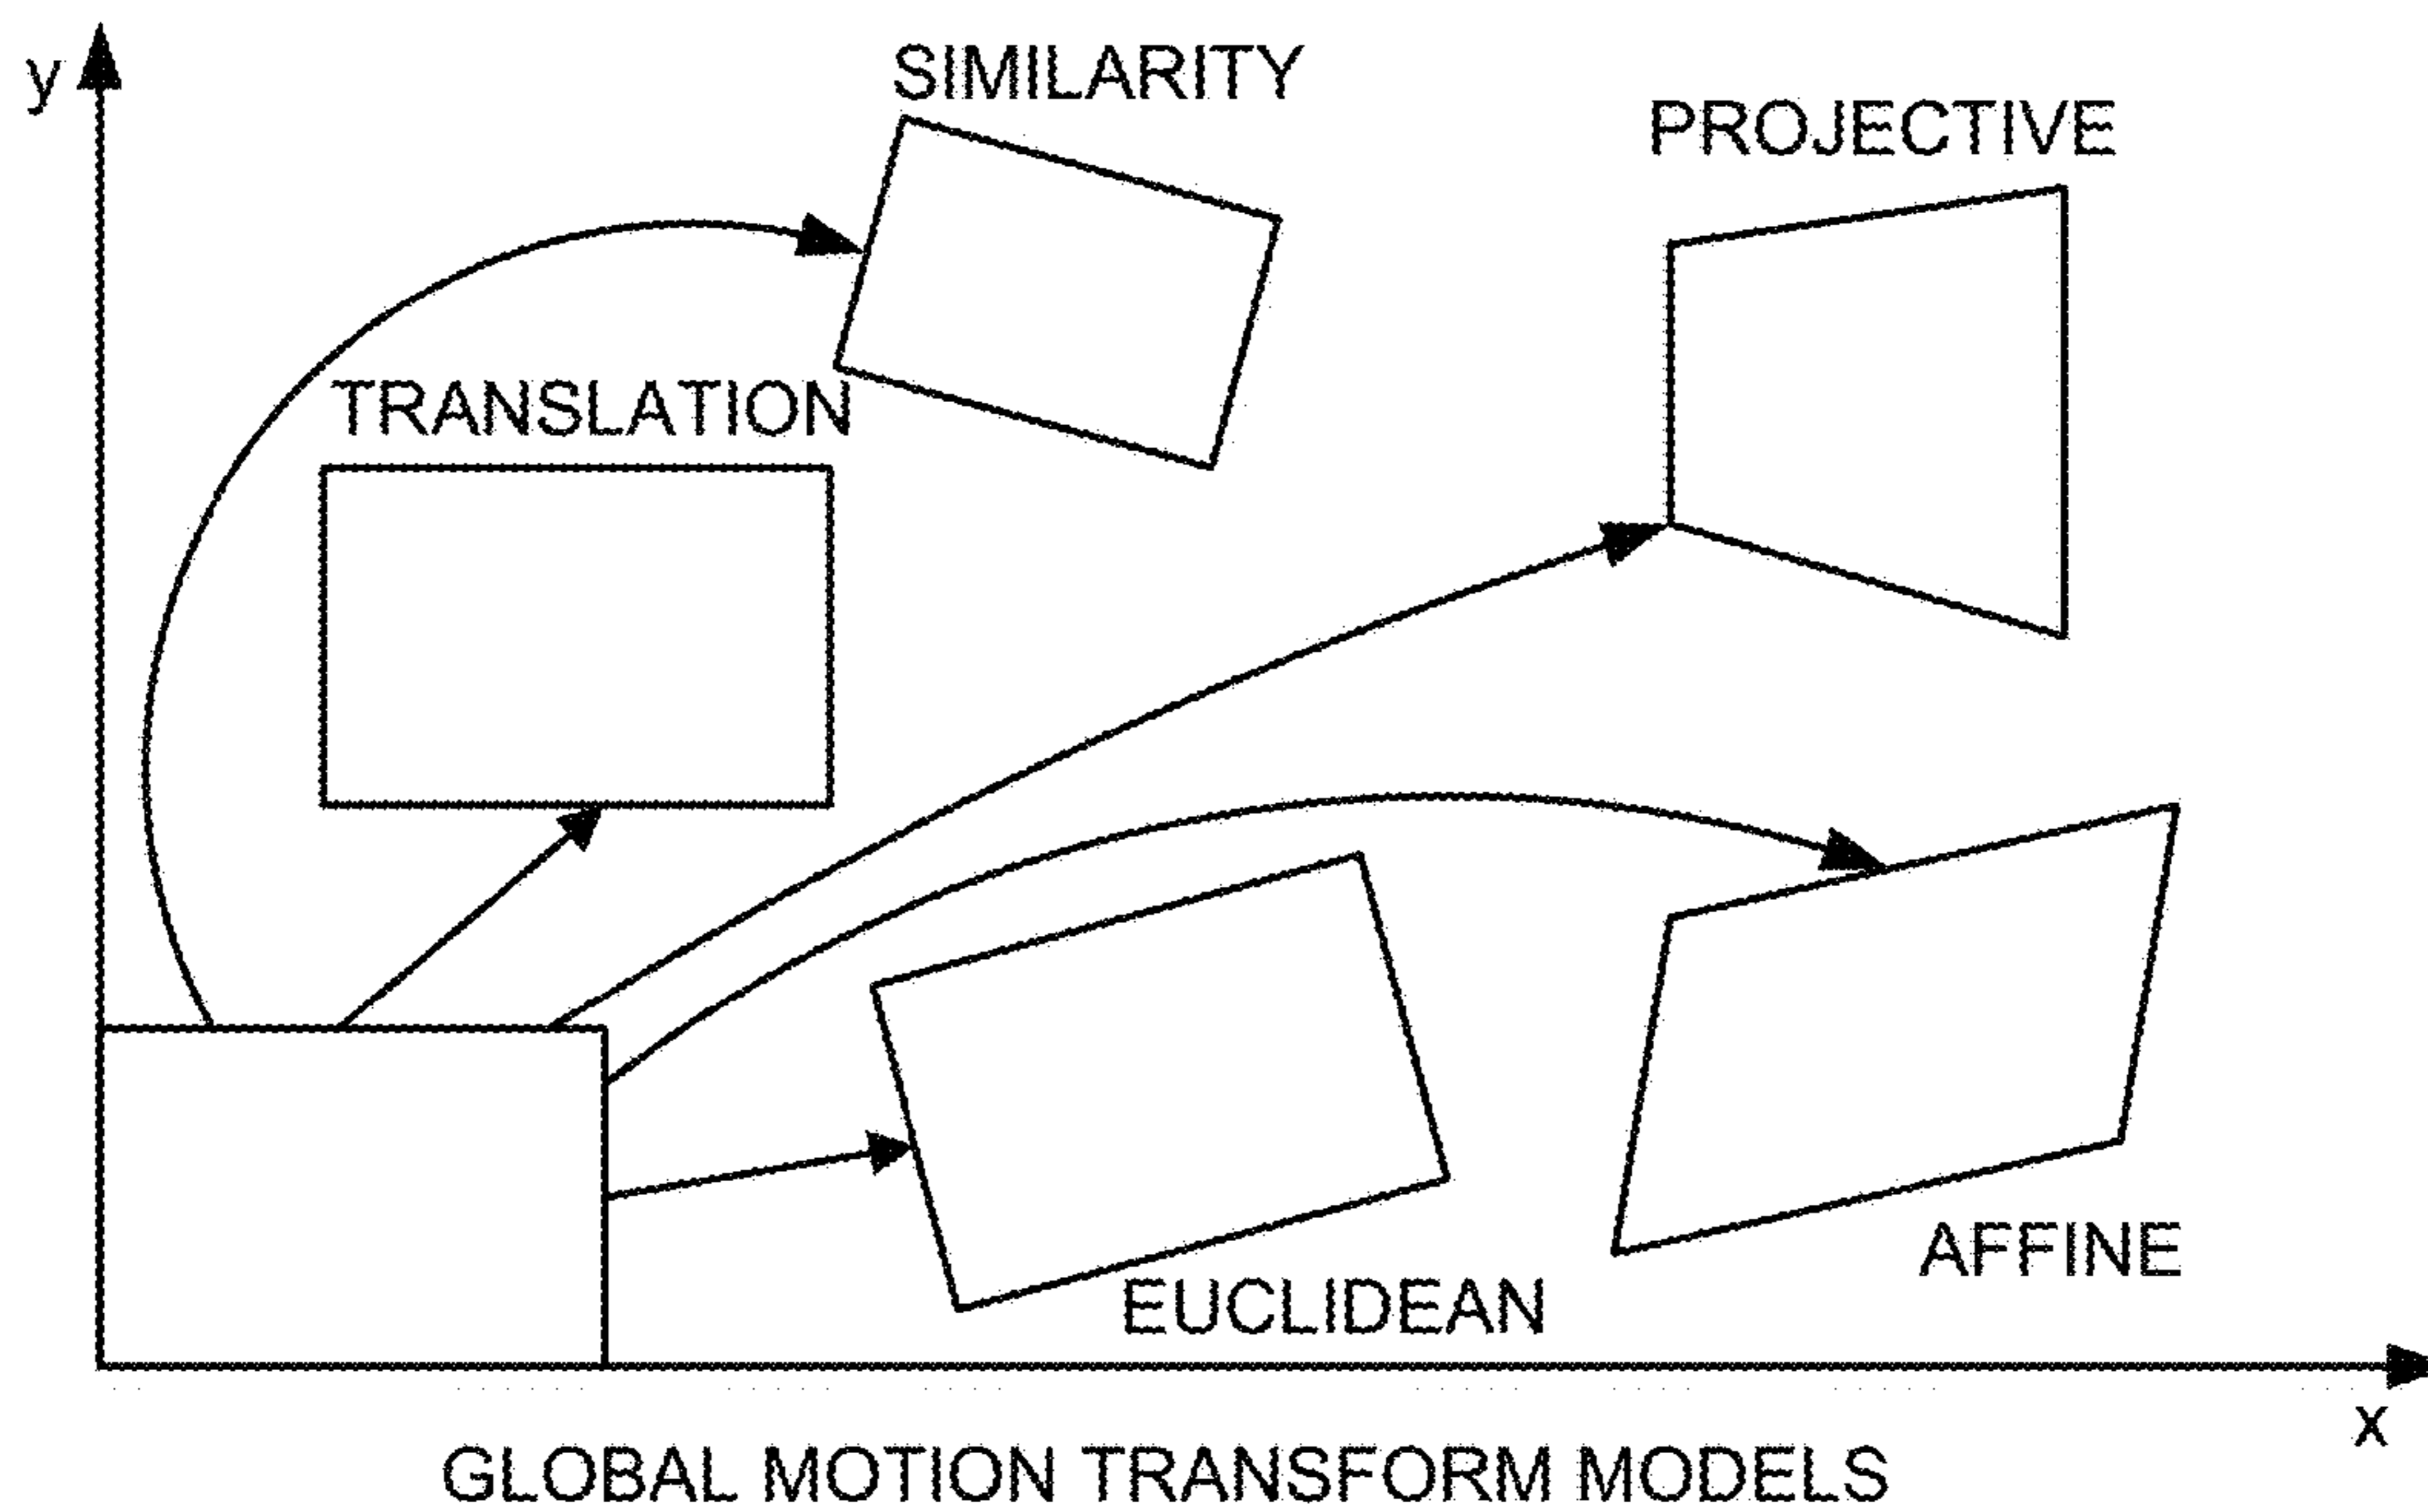 y
SIMILARITY
PROJECTIVE
TRANSLATION
AFFINE
EUCLIDEAN
x
GLOBAL MOTION TRANSFORM MODELS